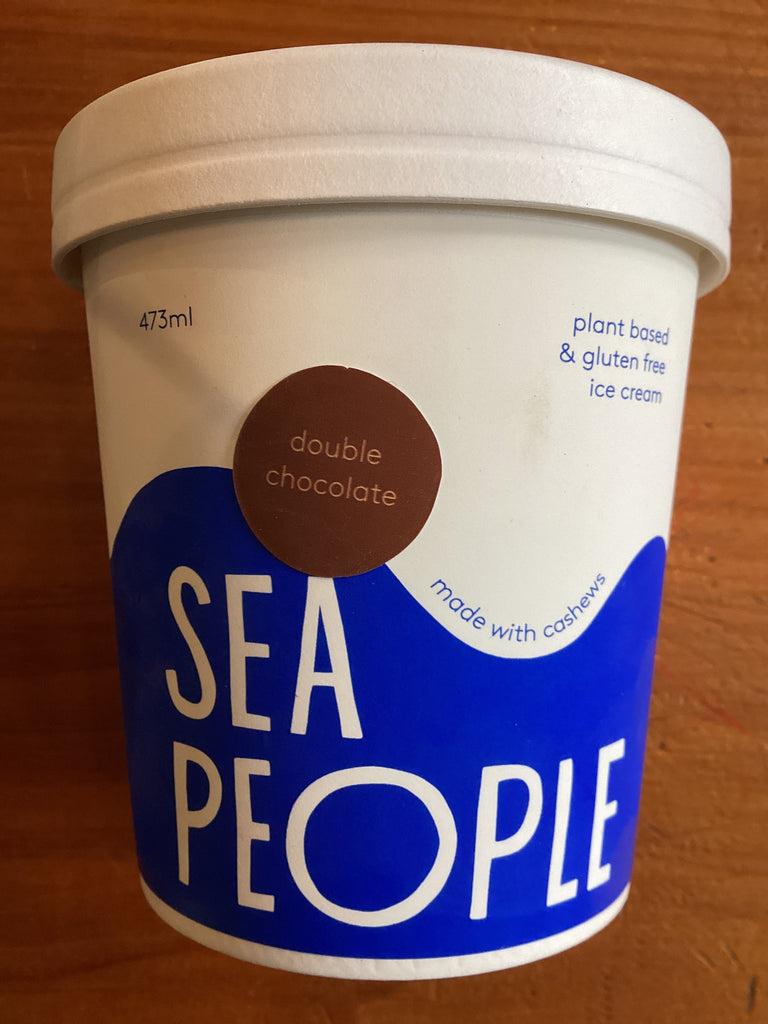 473ml
plant based
& gluten free
ice cream
double
chocolate
made with cashews
SEA
PEOPLE